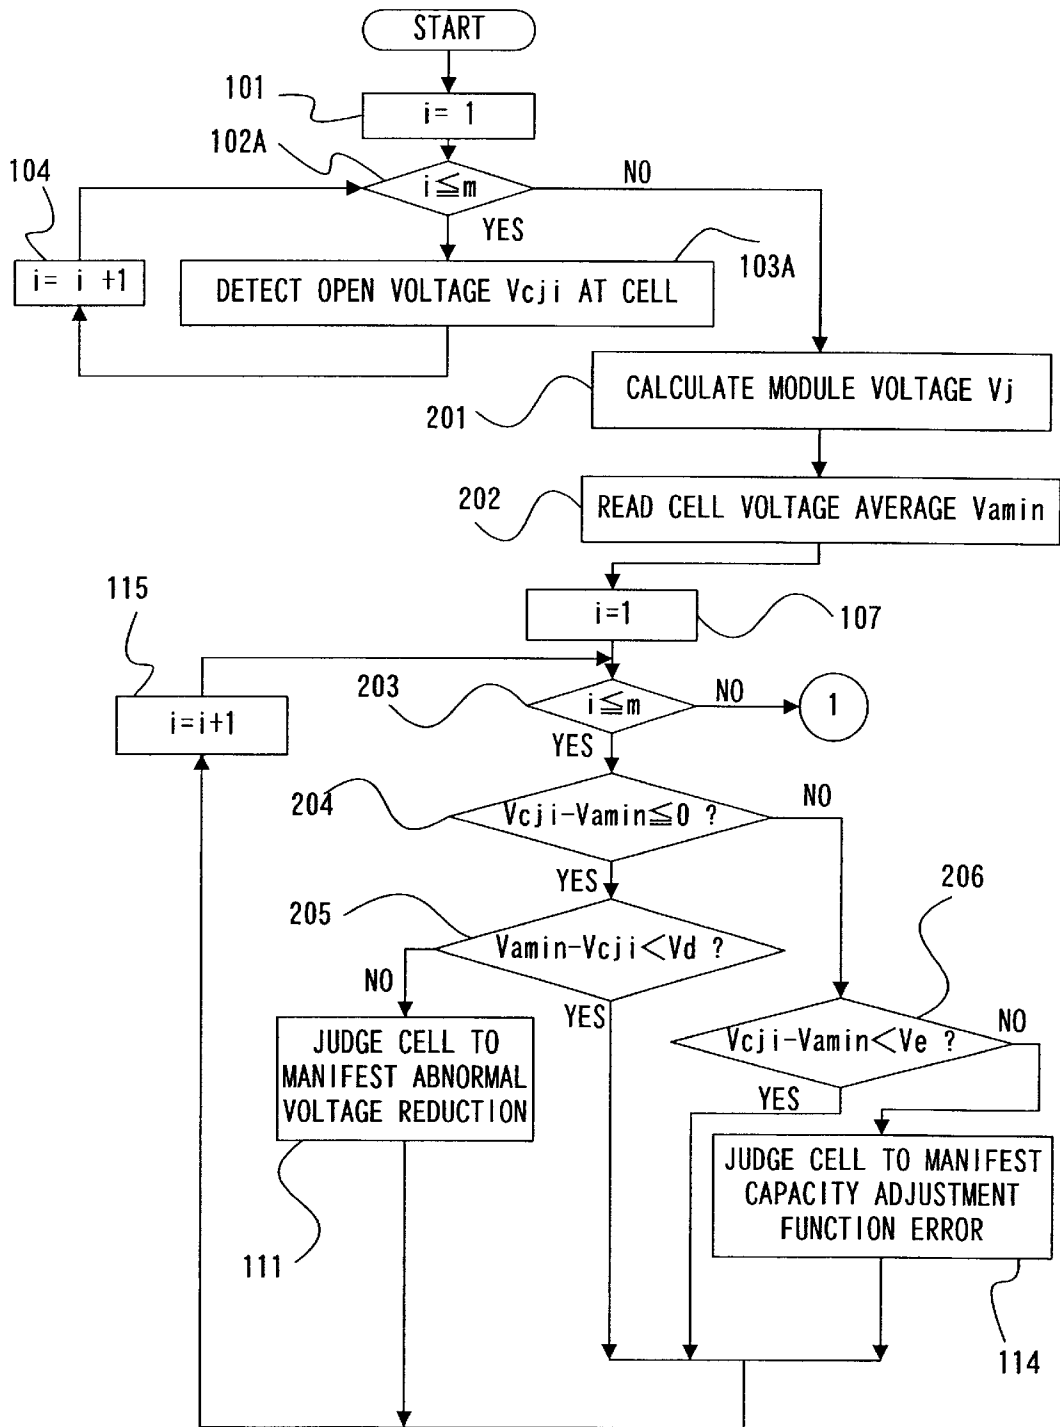 START
101
i= 1
102A
104
i≦m
NO
YES
i= i +1
DETECT OPEN VOLTAGE Vcji AT CELL
103A
CALCULATE MODULE VOLTAGE Vj
201
202
READ CELL VOLTAGE AVERAGE Vamin
115
i=1
107
203
i≦m
NO
1
i=i+1
YES
204
Vcji-Vamin≦0 ?
NO
YES
206
205
Vamin-Vcji<Vd ?
NO
YES
Vcji-Vamin<Ve ?
NO
JUDGE CELL TO
MANIFEST ABNORMAL
VOLTAGE REDUCTION
YES
JUDGE CELL TO MANIFEST
CAPACITY ADJUSTMENT
FUNCTION ERROR
111
114